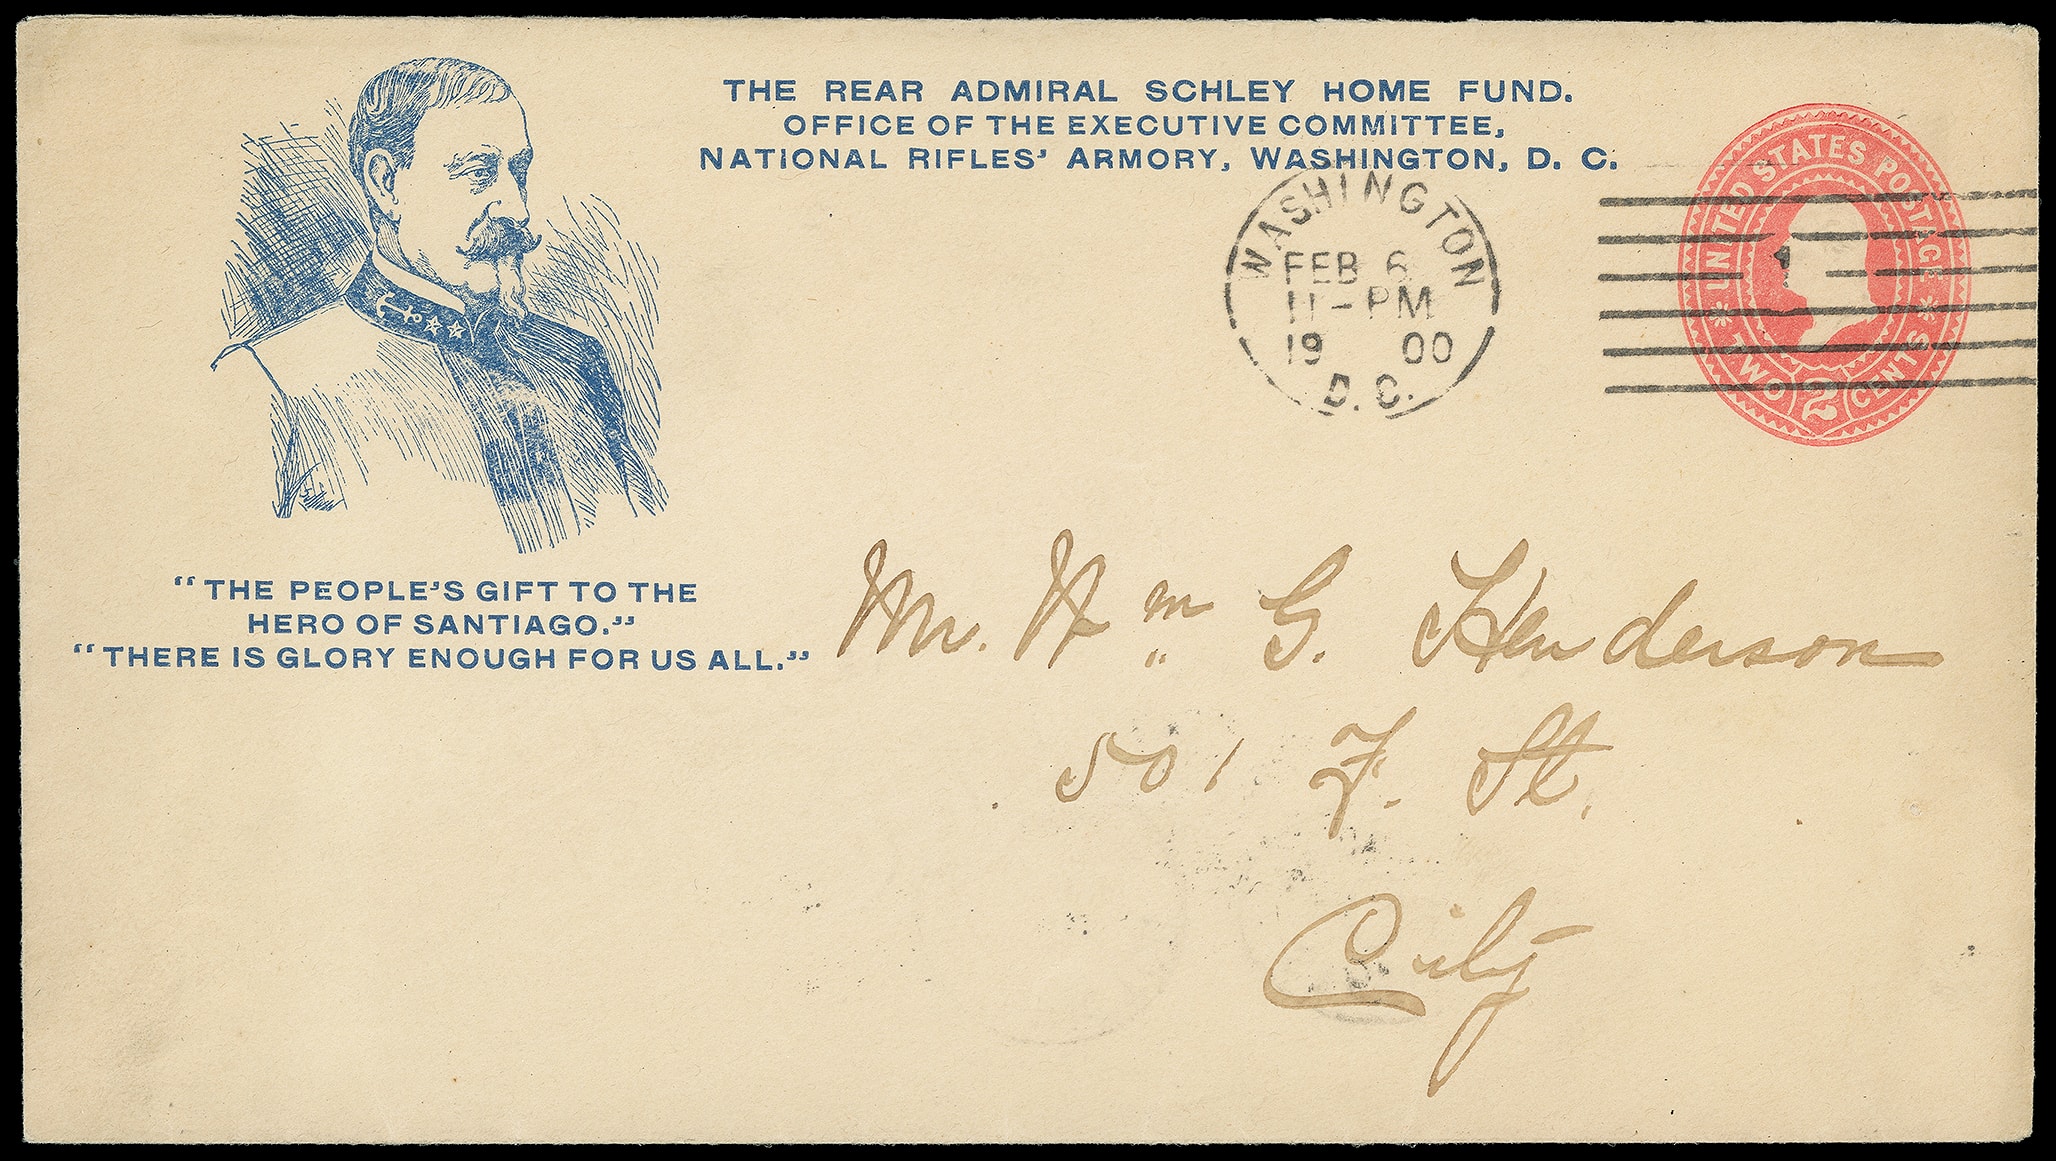 THE REAR ADMIRAL SCHLEY HOME FUND.
OFFICE OF THE EXECUTIVE COMMITTEE,
NATIONAL RIFLES' ARMORY, WASHINGTON, D. C.
WASHINGTON
FEB 6
11-PM
19 00
D.C.
UNITED STATES POSTAGE
TWO 2 CENTS
"THE PEOPLE'S GIFT TO THE
HERO OF SANTIAGO."
"THERE IS GLORY ENOUGH FOR US ALL."
Mr. Wm G. Henderson
501 F. St.
City